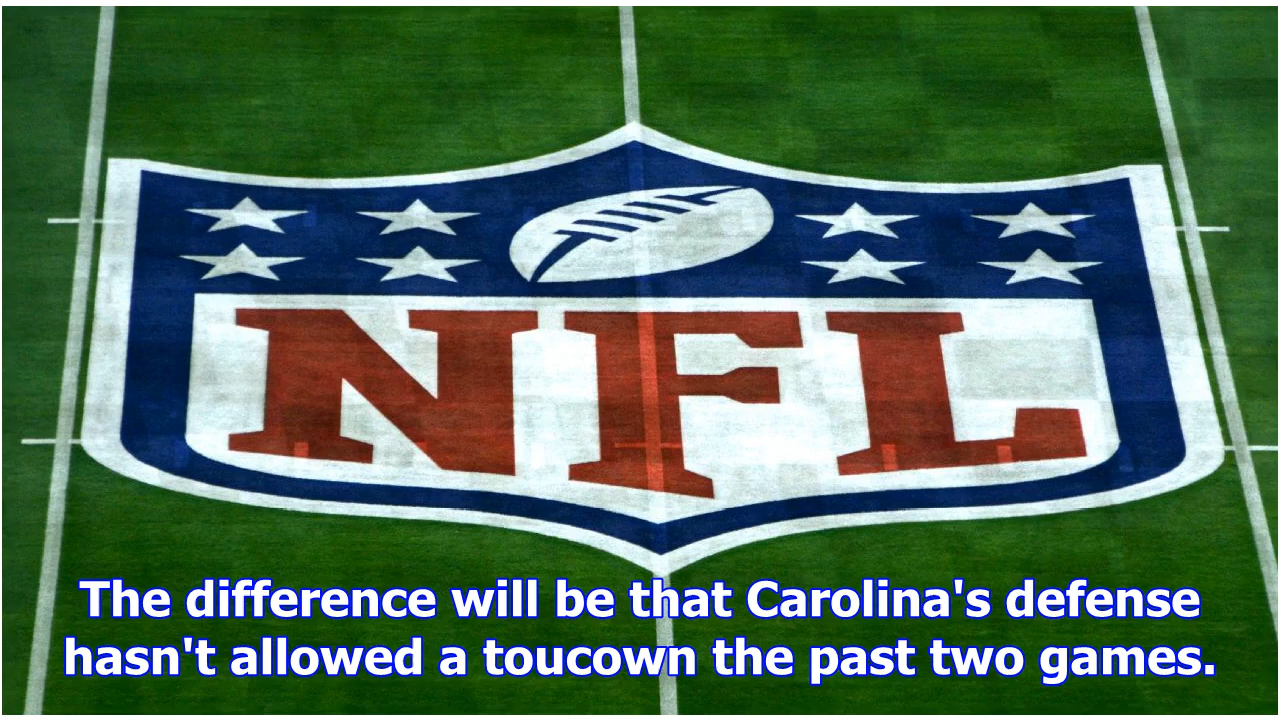 NFL
The difference will be that Carolina's defense
hasn't allowed a toucown the past two games.